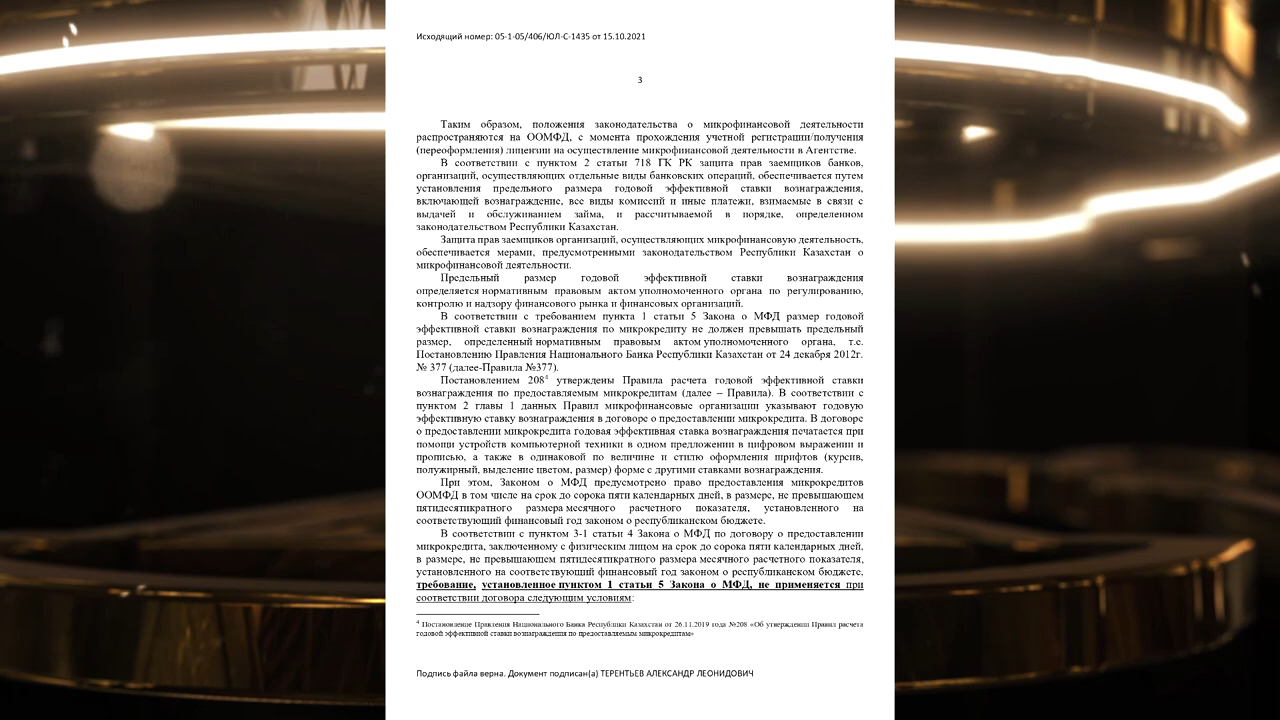 Исходящий номер: 05-1-05/406/ЮЛ-С-1435 от 15.10.2021
3
Таким образом, положения законодательства о микрофинансовой деятельности
распространяются на ООМФД, с момента прохождения учетной регистрации/получения
(переоформления) лицензии на осуществление микрофинансовой деятельности в Агентстве.
В соответствии с пунктом 2 статьи 718 ГК РК защита прав заемщиков банков,
организаций, осуществляющих отдельные виды банковских операций, обеспечивается путем
установления предельного размера годовой эффективной ставки вознаграждения,
включающей вознаграждение, все виды комиссий и иные платежи, взимаемые в связи с
выдачей и обслуживанием займа, и рассчитываемой в порядке, определенном
законодательством Республики Казахстан.
Защита прав заемщиков организаций, осуществляющих микрофинансовую деятельность,
обеспечивается мерами, предусмотренными законодательством Республики Казахстан о
микрофинансовой деятельности.
Предельный размер годовой эффективной ставки вознаграждения
определяется нормативным правовым актом уполномоченного органа по регулированию,
контролю и надзору финансового рынка и финансовых организаций.
В соответствии с требованием пункта 1 статьи 5 Закона о МФД размер годовой
эффективной ставки вознаграждения по микрокредиту не должен превышать предельный
размер, определенный нормативным правовым актом уполномоченного органа, т.е.
Постановлению Правления Национального Банка Республики Казахстан от 24 декабря 2012г.
№ 377 (далее-Правила №377).
Постановлением 208⁴ утверждены Правила расчета годовой эффективной ставки
вознаграждения по предоставляемым микрокредитам (далее – Правила). В соответствии с
пунктом 2 главы 1 данных Правил микрофинансовые организации указывают годовую
эффективную ставку вознаграждения в договоре о предоставлении микрокредита. В договоре
о предоставлении микрокредита годовая эффективная ставка вознаграждения печатается при
помощи устройств компьютерной техники в одном предложении в цифровом выражении и
прописью, а также в одинаковой по величине и стилю оформления шрифтов (курсив,
полужирный, выделение цветом, размер) форме с другими ставками вознаграждения.
При этом, Законом о МФД предусмотрено право предоставления микрокредитов
ООМФД в том числе на срок до сорока пяти календарных дней, в размере, не превышающем
пятидесятикратного размера месячного расчетного показателя, установленного на
соответствующий финансовый год законом о республиканском бюджете.
В соответствии с пунктом 3-1 статьи 4 Закона о МФД по договору о предоставлении
микрокредита, заключенному с физическим лицом на срок до сорока пяти календарных дней,
в размере, не превышающем пятидесятикратного размера месячного расчетного показателя,
установленного на соответствующий финансовый год законом о республиканском бюджете,
требование, установленное пунктом 1 статьи 5 Закона о МФД, не применяется при
соответствии договора следующим условиям:
⁴ Постановление Правления Национального Банка Республики Казахстан от 26.11.2019 года №208 «Об утверждении Правил расчета
годовой эффективной ставки вознаграждения по предоставляемым микрокредитам»
Подпись файла верна. Документ подписан(а) ТЕРЕНТЬЕВ АЛЕКСАНДР ЛЕОНИДОВИЧ